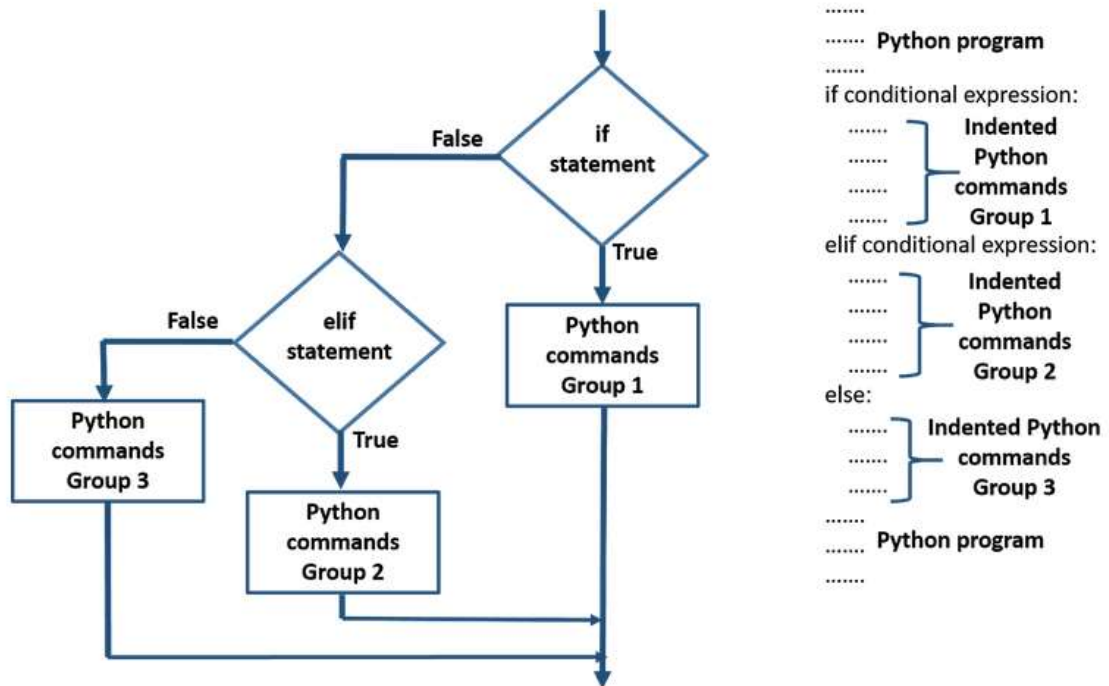 if
statement
False
True
elif
statement
False
True
Python
commands
Group 1
Python
commands
Group 3
Python
commands
Group 2
.......
....... Python program
.......
if conditional expression:
....... Indented
....... Python
....... commands
....... Group 1
elif conditional expression:
....... Indented
....... Python
....... commands
....... Group 2
else:
....... Indented Python
....... commands
....... Group 3
.......
....... Python program
.......